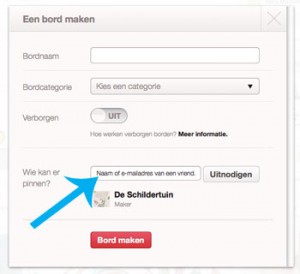 Een bord maken
Bordnaam
Bordcategorie
Kies een categorie
Verborgen
UIT
Hoe werken verborgen borden? Meer informatie.
Wie kan er
pinnen?
Naam of e-mailadres van een vriend.
Uitnodigen
De Schildertuin
Maker
Bord maken